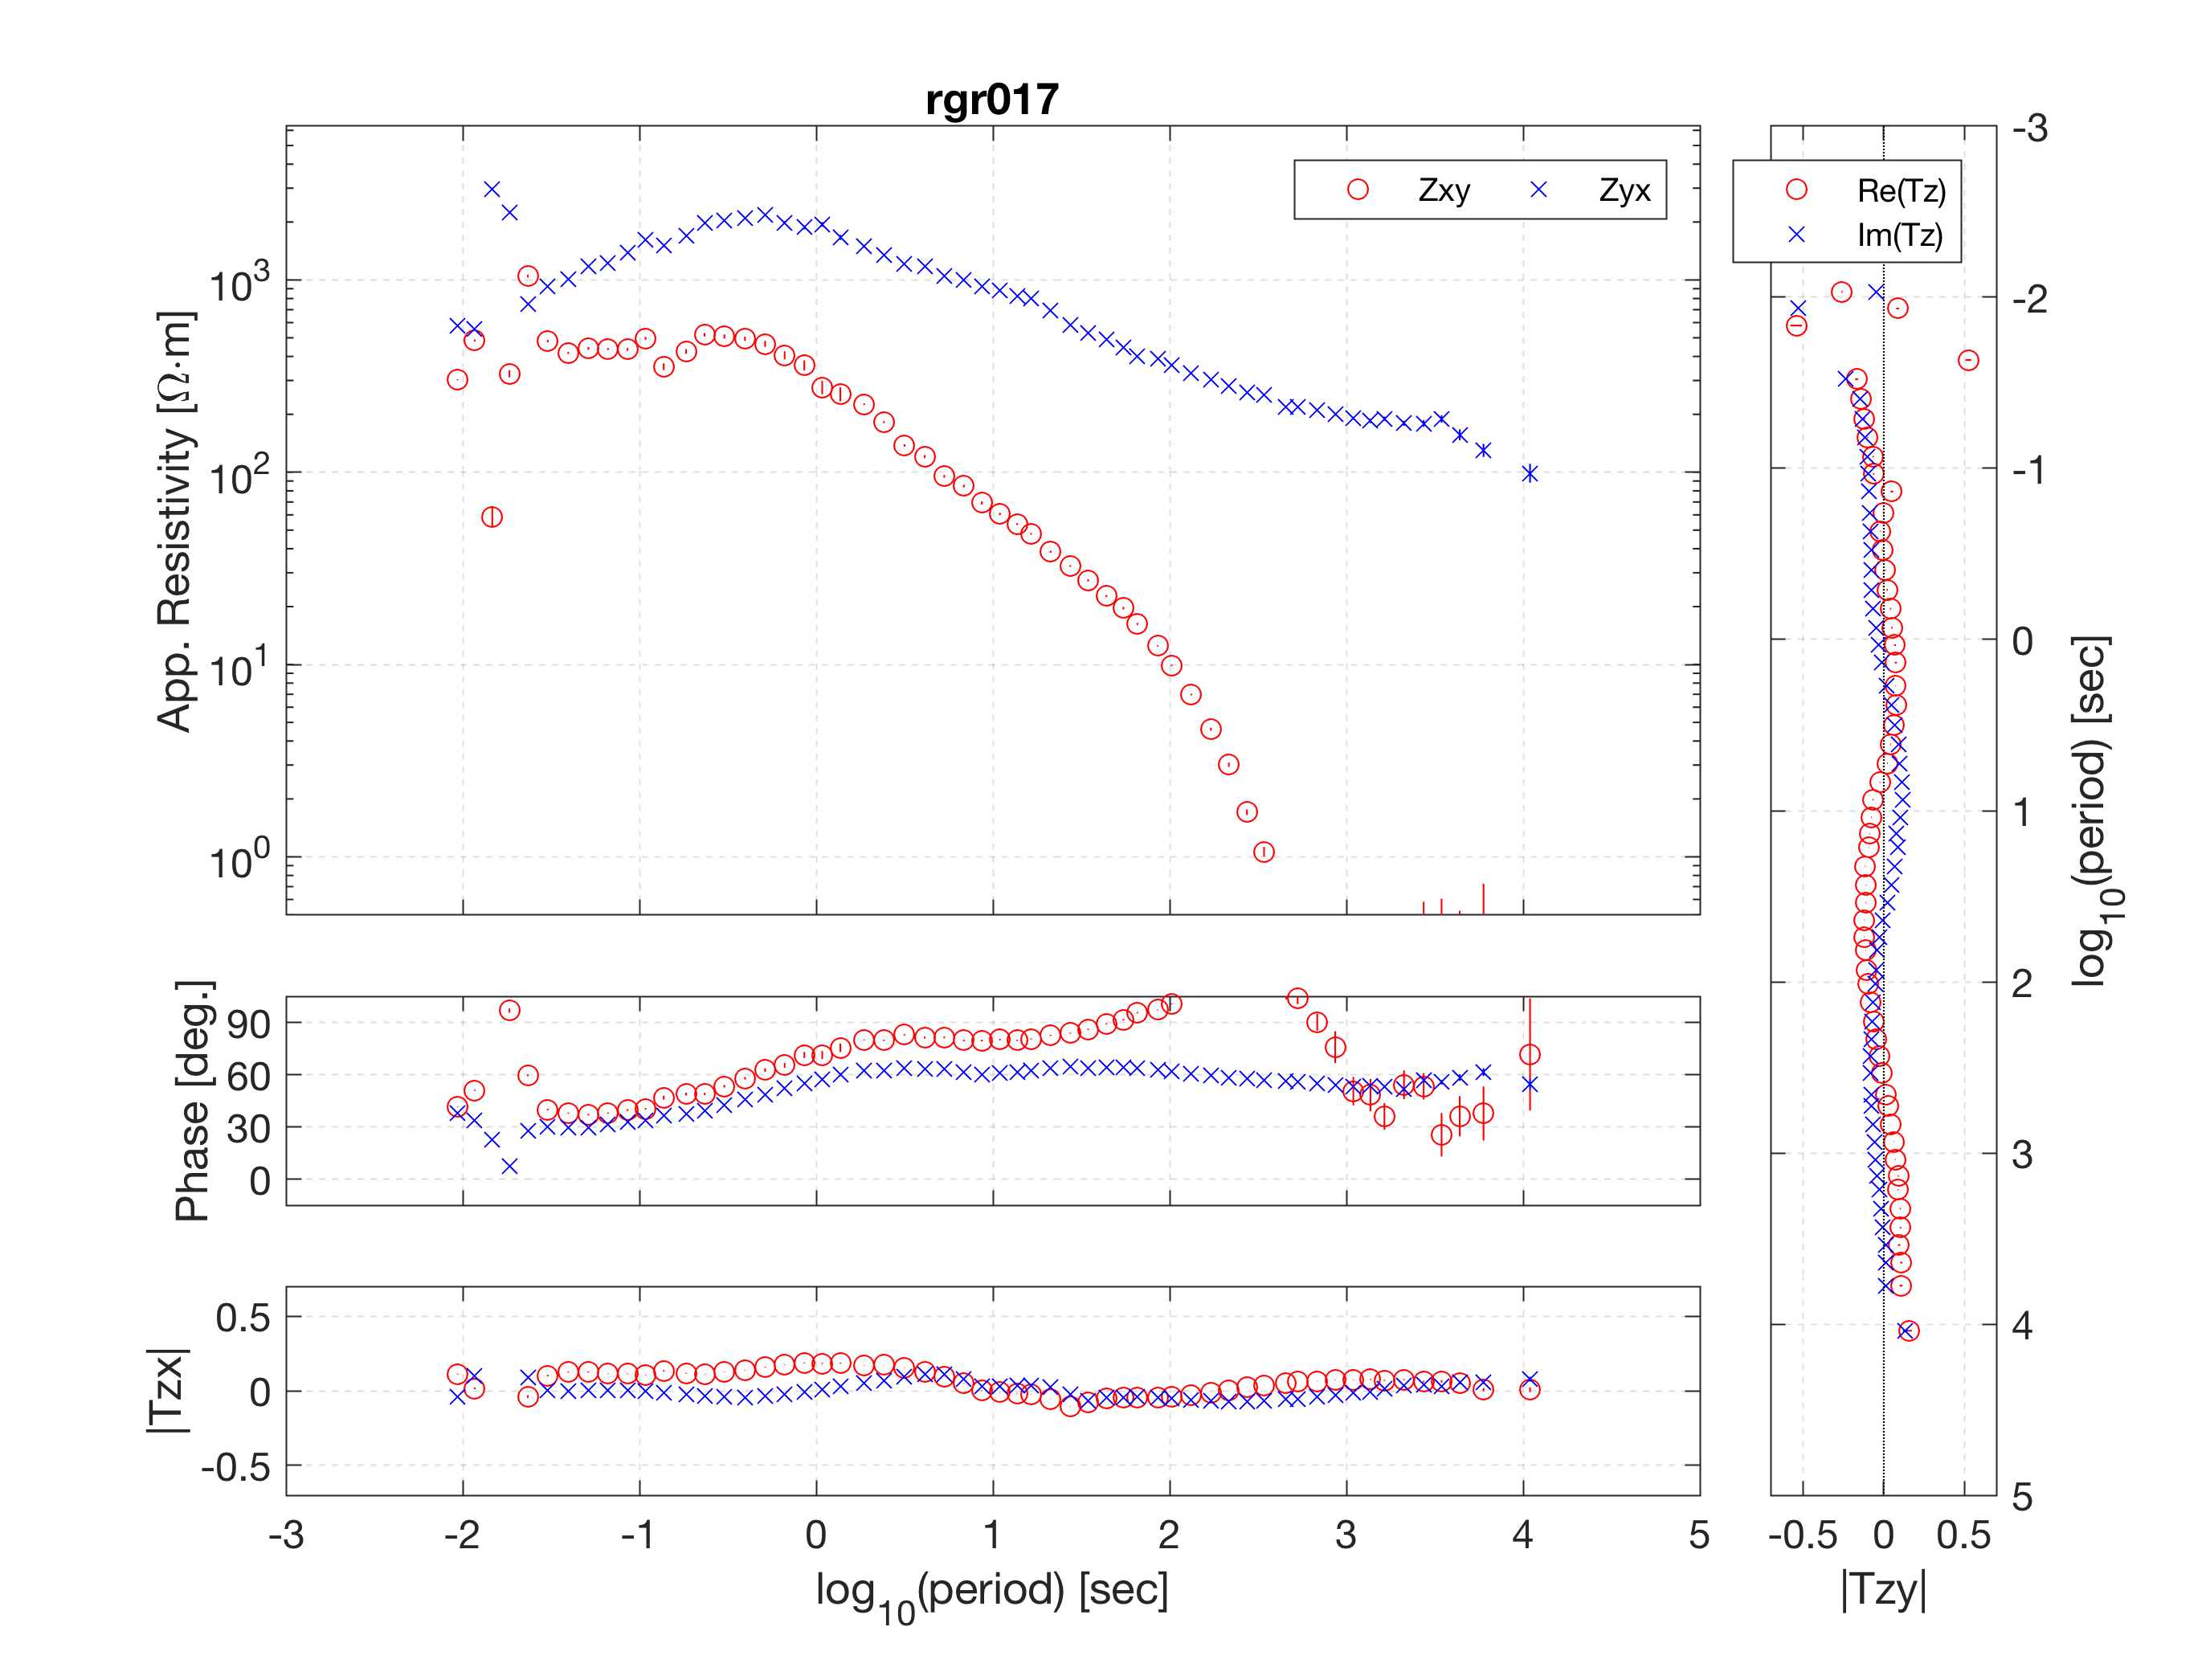 rgr017
Zxy Zyx
App. Resistivity [Ω·m]
10^3
10^2
10^1
10^0
Phase [deg.]
90
60
30
0
|Tzx|
0.5
0
-0.5
-3 -2 -1 0 1 2 3 4 5
log_10(period) [sec]
Re(Tz)
Im(Tz)
-3
-2
-1
0
1
2
3
4
5
log_10(period) [sec]
-0.5 0 0.5
|Tzy|